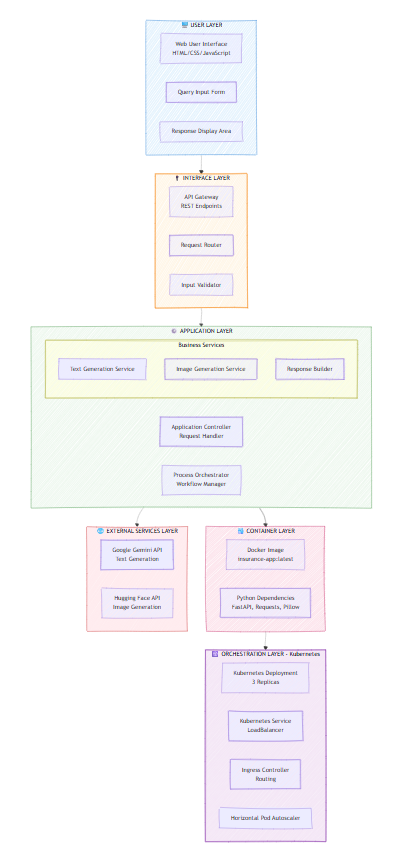 USER LAYER
Web User Interface
HTML/CSS/JavaScript
Query Input Form
Response Display Area
INTERFACE LAYER
API Gateway
REST Endpoints
Request Router
Input Validator
APPLICATION LAYER
Business Services
Text Generation Service
Image Generation Service
Response Builder
Application Controller
Request Handler
Process Orchestrator
Workflow Manager
EXTERNAL SERVICES LAYER
Google Gemini API
Text Generation
Hugging Face API
Image Generation
CONTAINER LAYER
Docker Image
insurance-app:latest
Python Dependencies
FastAPI, Requests, Pillow
ORCHESTRATION LAYER - Kubernetes
Kubernetes Deployment
3 Replicas
Kubernetes Service
LoadBalancer
Ingress Controller
Routing
Horizontal Pod Autoscaler